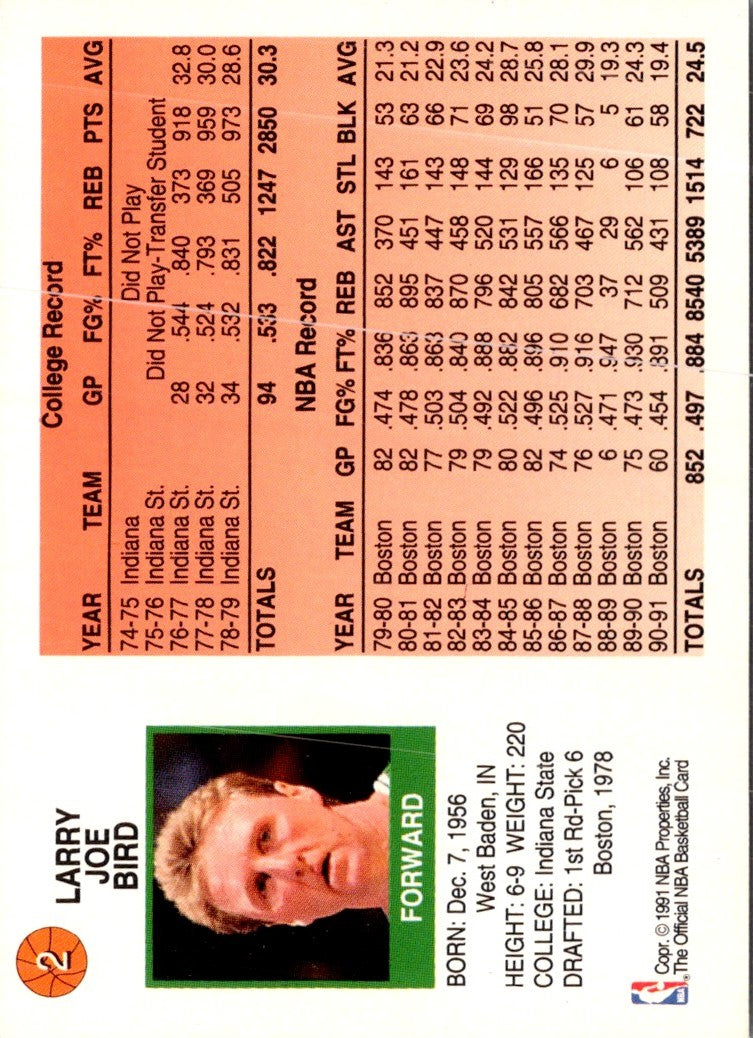 2
LARRY
JOE
BIRD
FORWARD
BORN: Dec. 7, 1956
West Baden, IN
HEIGHT: 6-9 WEIGHT: 220
COLLEGE: Indiana State
DRAFTED: 1st Rd-Pick 6
Boston, 1978
NBA
Copr. © 1991 NBA Properties, Inc.
® The Official NBA Basketball Card
College Record
YEAR TEAM GP FG% FT% REB PTS AVG
74-75 Indiana Did Not Play
75-76 Indiana St. Did Not Play-Transfer Student
76-77 Indiana St. 28 .544 .840 373 918 32.8
77-78 Indiana St. 32 .524 .793 369 959 30.0
78-79 Indiana St. 34 .532 .831 505 973 28.6
TOTALS 94 .533 .822 1247 2850 30.3
NBA Record
YEAR TEAM GP FG% FT% REB AST STL BLK AVG
79-80 Boston 82 .474 .836 852 370 143 53 21.3
80-81 Boston 82 .478 .863 895 451 161 63 21.2
81-82 Boston 77 .503 .863 837 447 143 66 22.9
82-83 Boston 79 .504 .840 870 458 148 71 23.6
83-84 Boston 79 .492 .888 796 520 144 69 24.2
84-85 Boston 80 .522 .882 842 531 129 98 28.7
85-86 Boston 82 .496 .896 805 557 166 51 25.8
86-87 Boston 74 .525 .910 682 566 135 70 28.1
87-88 Boston 76 .527 .916 703 467 125 57 29.9
88-89 Boston 6 .471 .947 37 29 6 5 19.3
89-90 Boston 75 .473 .930 712 562 106 61 24.3
90-91 Boston 60 .454 .891 509 431 108 58 19.4
TOTALS 852 .497 .884 8540 5389 1514 722 24.5